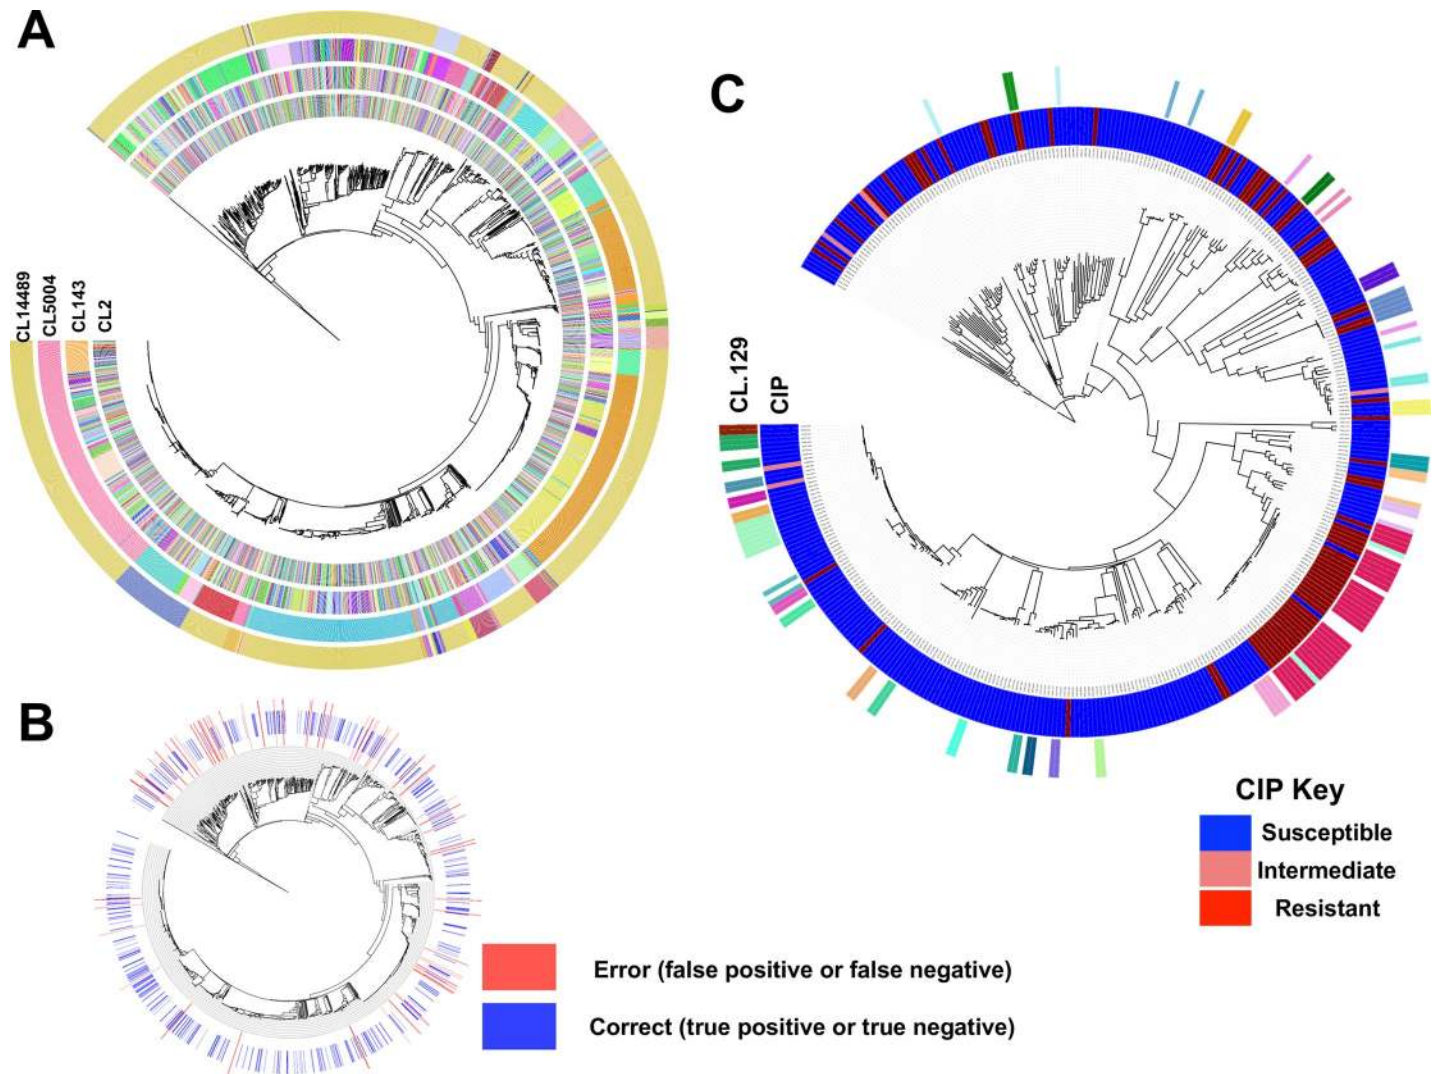 A
CL14489
CL5004
CL143
CL2
B
Error (false positive or false negative)
Correct (true positive or true negative)
C
CL.129
CIP
CIP Key
Susceptible
Intermediate
Resistant